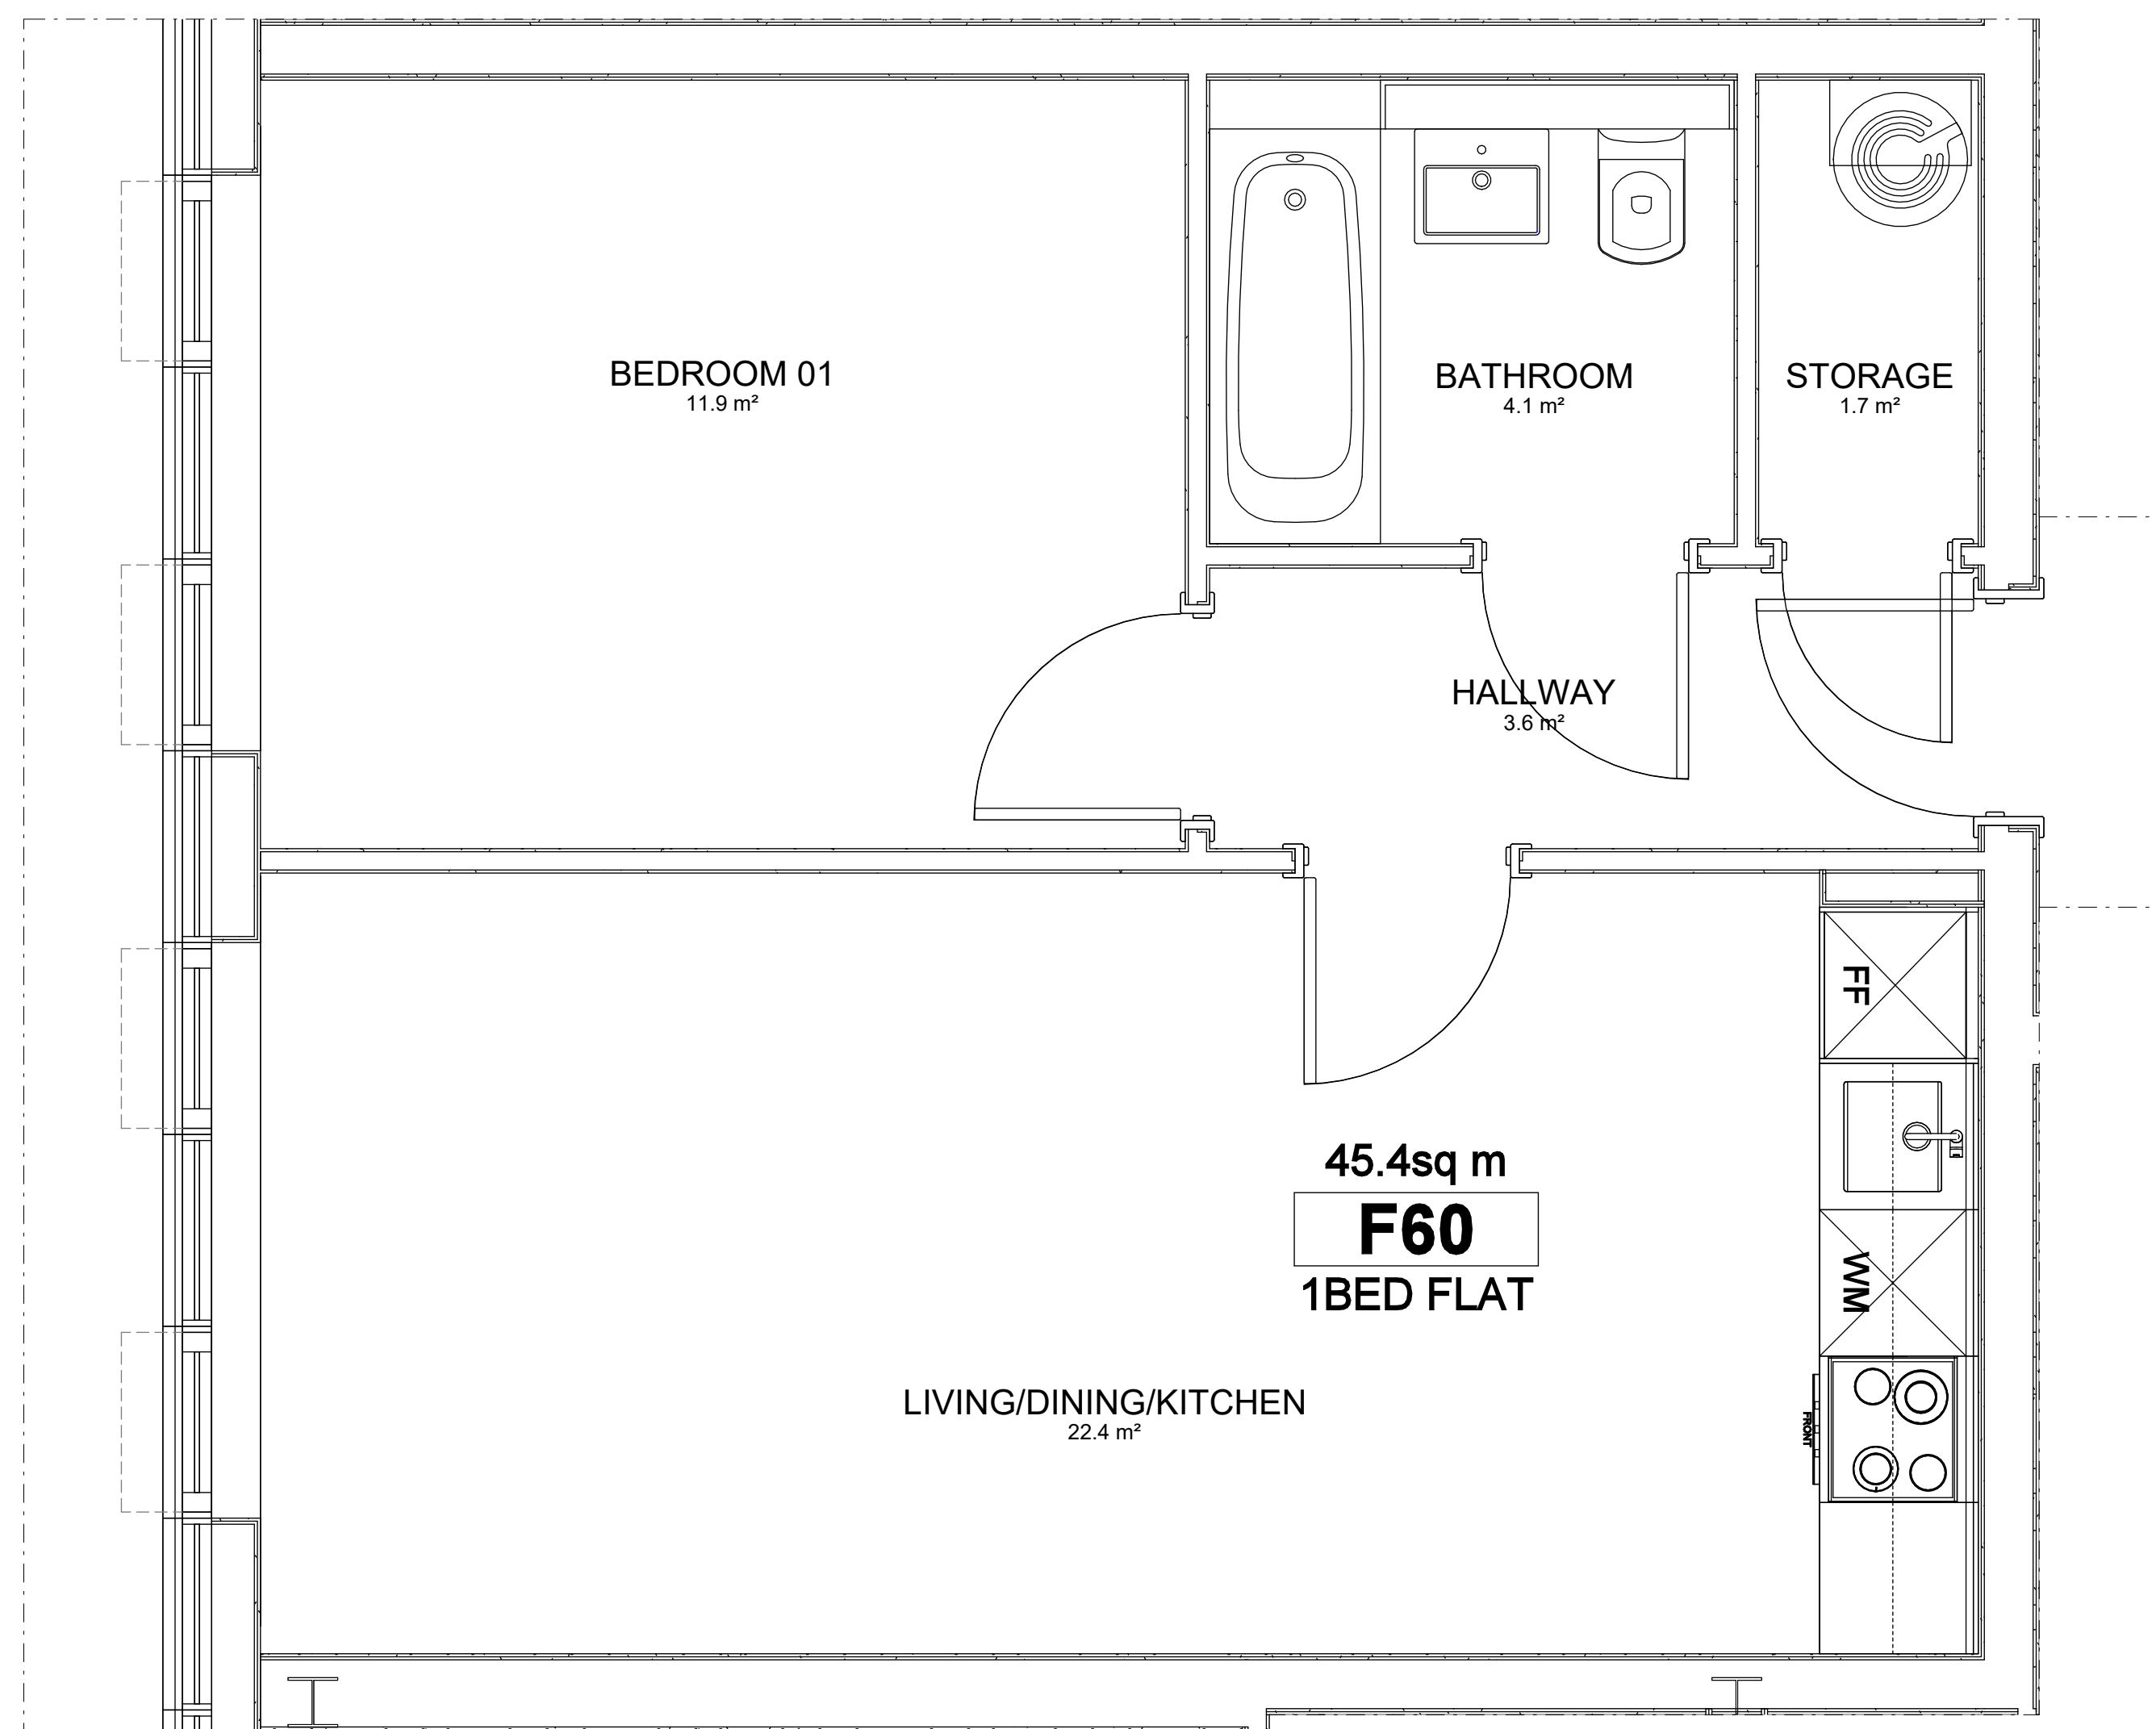 BEDROOM 01
11.9 m²
BATHROOM
4.1 m²
STORAGE
1.7 m²
HALLWAY
3.6 m²
FF
45.4sq m
F60
1BED FLAT
WM
LIVING/DINING/KITCHEN
22.4 m²
FRONT